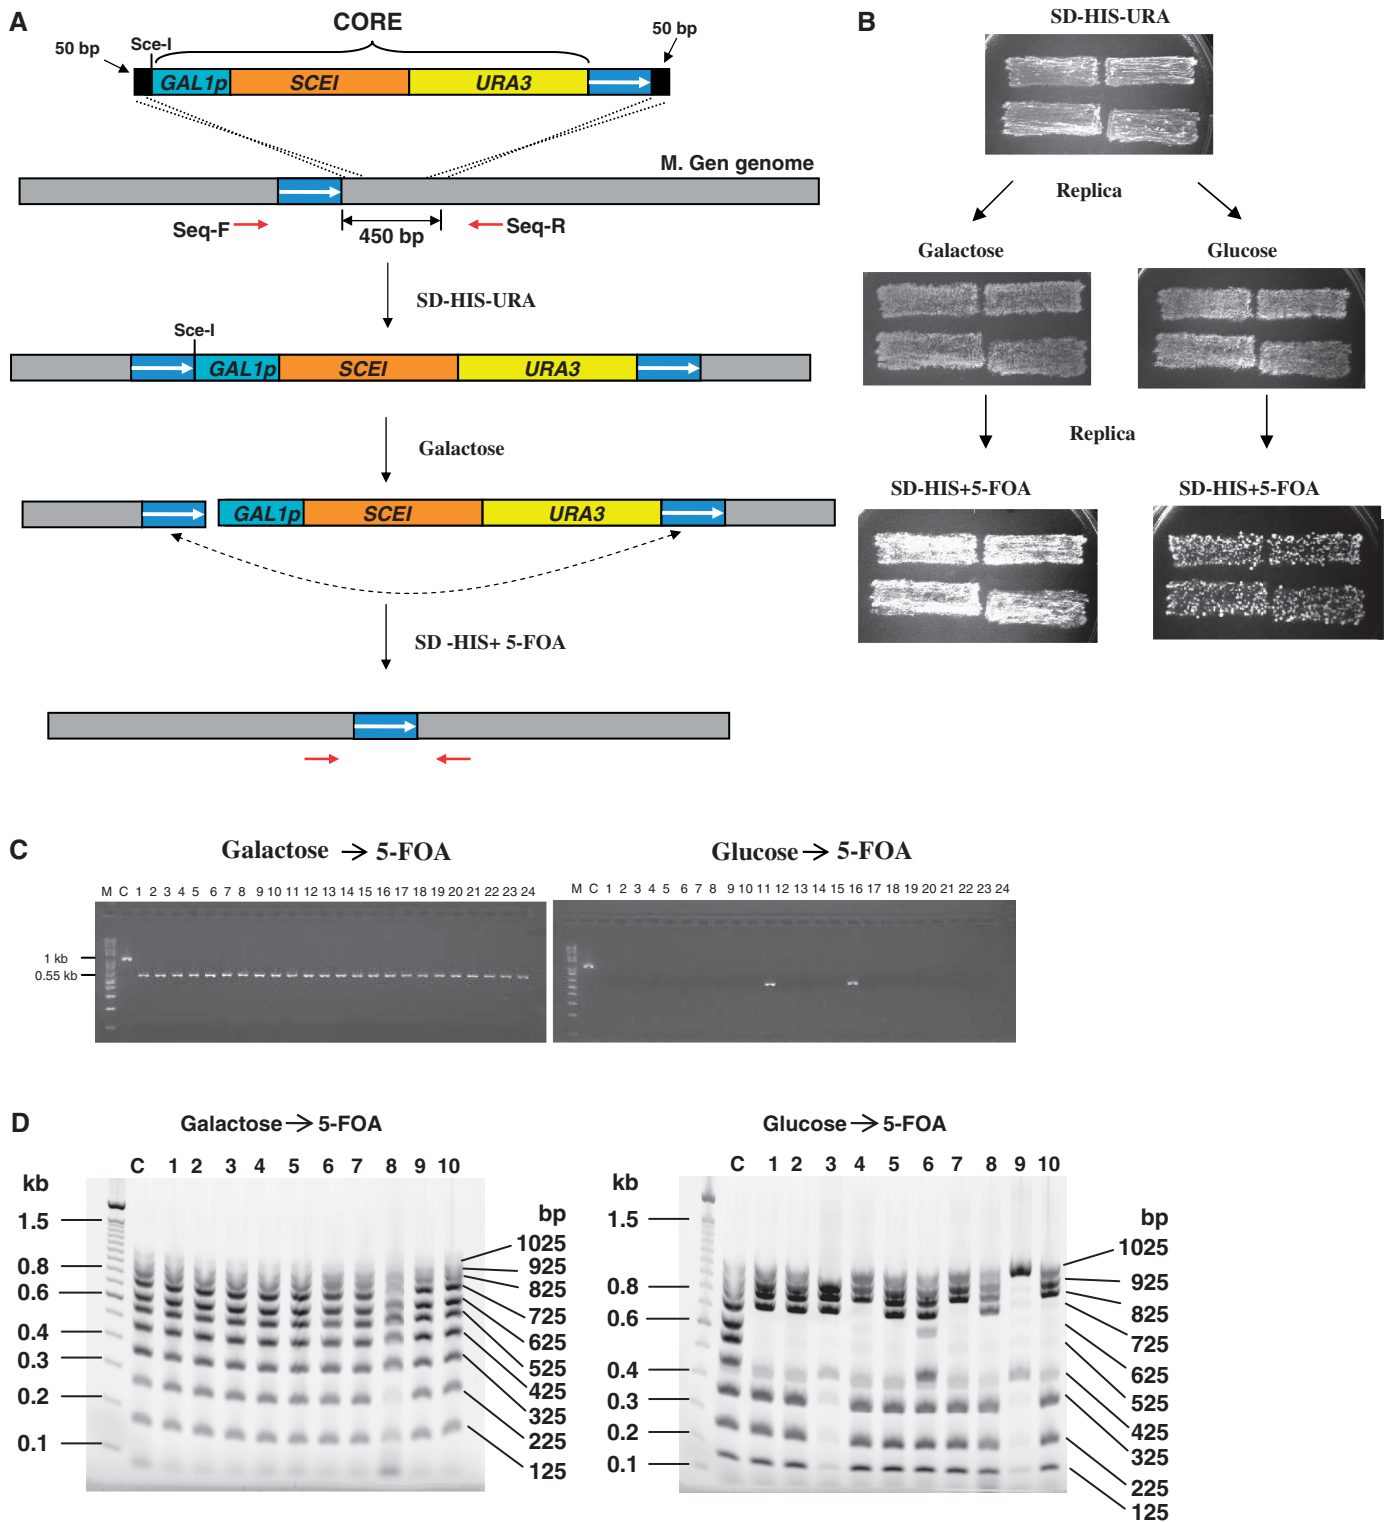 A
CORE
50 bp
Sce-I
50 bp
GAL1p
SCEI
URA3
M. Gen genome
Seq-F
450 bp
Seq-R
SD-HIS-URA
Sce-I
GAL1p
SCEI
URA3
Galactose
GAL1p
SCEI
URA3
SD -HIS+ 5-FOA
B
SD-HIS-URA
Replica
Galactose
Glucose
Replica
SD-HIS+5-FOA
SD-HIS+5-FOA
C
Galactose → 5-FOA
M C 1 2 3 4 5 6 7 8 9 10 11 12 13 14 15 16 17 18 19 20 21 22 23 24
1 kb
0.55 kb
Glucose → 5-FOA
M C 1 2 3 4 5 6 7 8 9 10 11 12 13 14 15 16 17 18 19 20 21 22 23 24
D
Galactose → 5-FOA
C 1 2 3 4 5 6 7 8 9 10
kb
1.5
0.8
0.6
0.4
0.3
0.2
0.1
bp
1025
925
825
725
625
525
425
325
225
125
Glucose → 5-FOA
C 1 2 3 4 5 6 7 8 9 10
kb
1.5
0.8
0.6
0.4
0.3
0.2
0.1
bp
1025
925
825
725
625
525
425
325
225
125